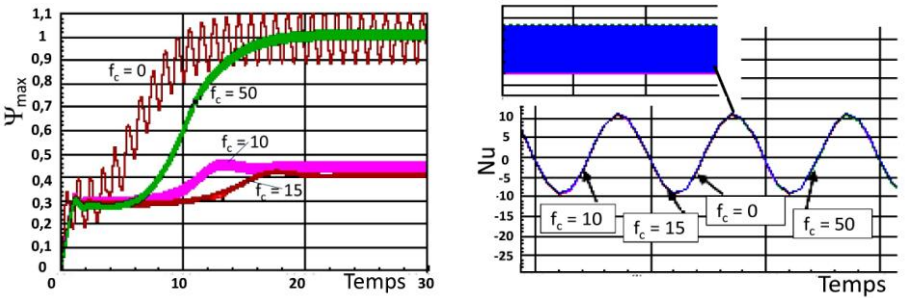 1,1
1
0,9
0,8
0,7
0,6
0,5
0,4
0,3
0,2
0,1
0
Ψmax
fc = 0
fc = 50
fc = 10
fc = 15
0 10 20 30
Temps
10
5
0
-5
-10
-15
-20
-25
Nu
fc = 10
fc = 15
fc = 0
fc = 50
Temps